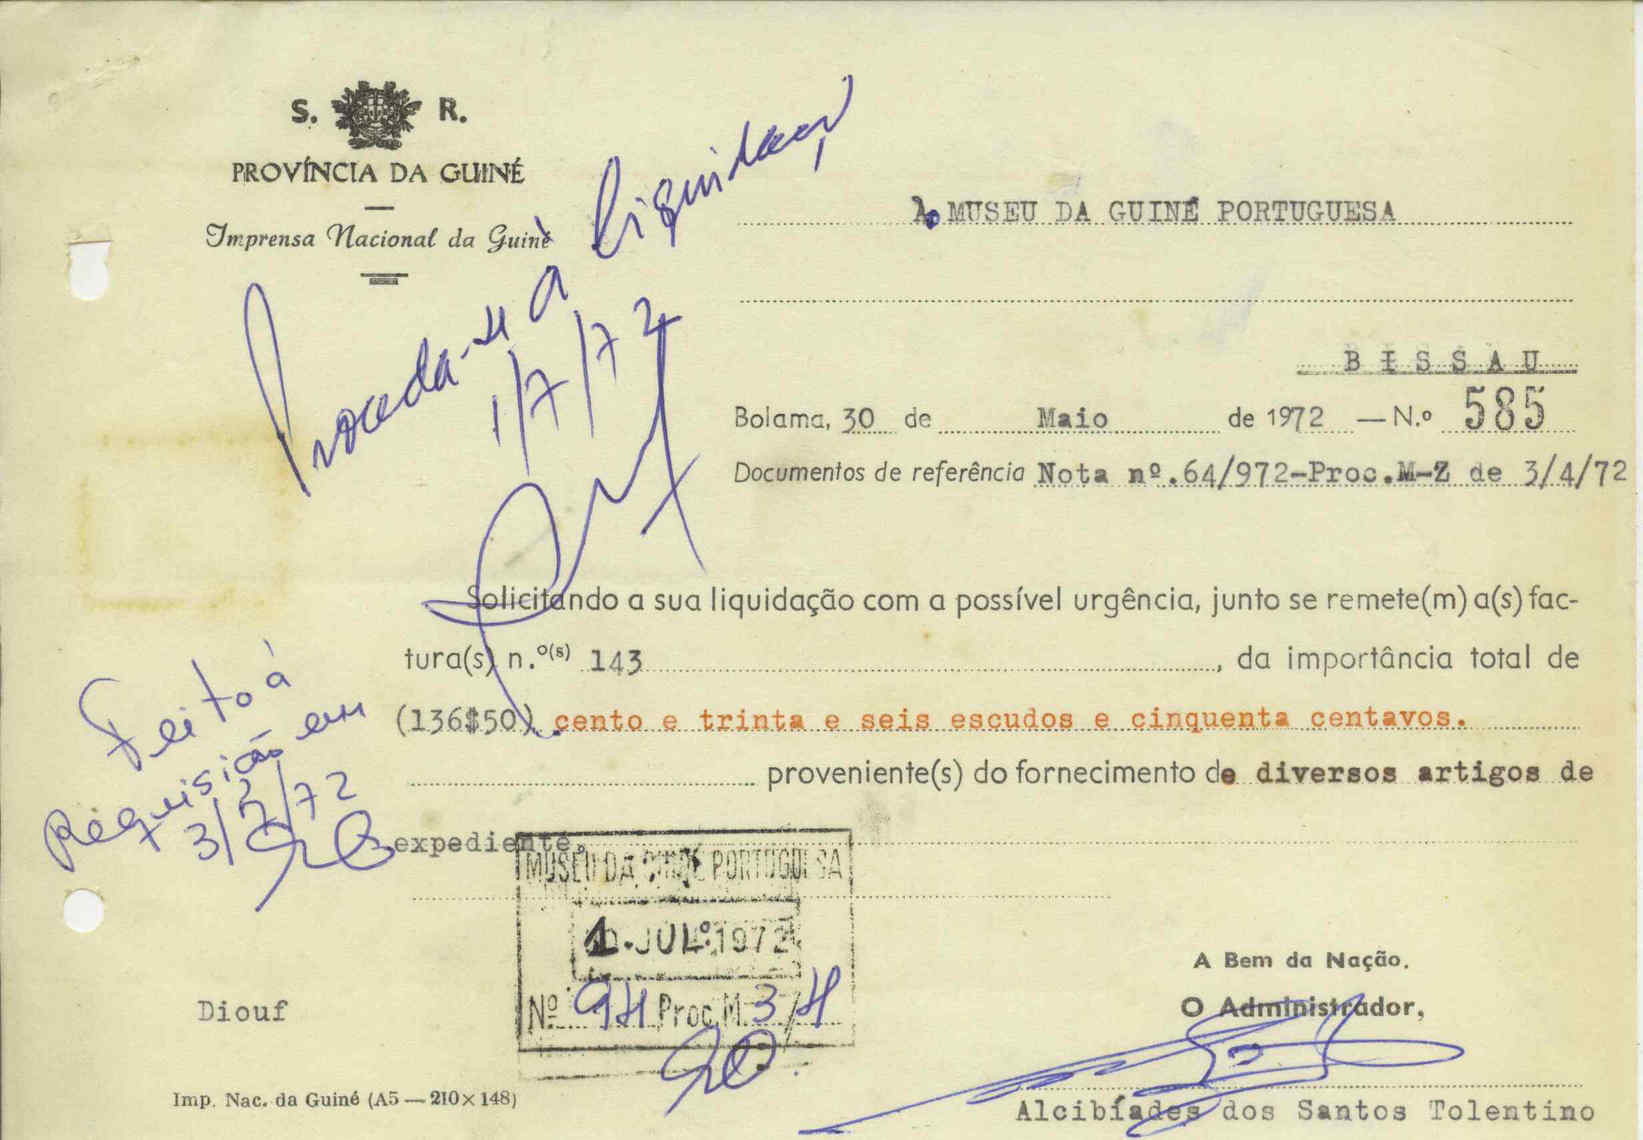 S. R.
PROVÍNCIA DA GUINÉ
Imprensa Nacional da Guiné
Proceda-se a liquidação
1/7/72
MUSEU DA GUINÉ PORTUGUESA
BISSAU
Bolama, 30 de Maio de 1972 — N.º 585
Documentos de referência Nota nº.64/972-Proc.M-Z de 3/4/72
Solicitando a sua liquidação com a possível urgência, junto se remete(m) a(s) fac-
tura(s) n.º(s) 143, da importância total de
(136$50) cento e trinta e seis escudos e cinquenta centavos.
proveniente(s) do fornecimento de diversos artigos de
expediente.
Feito a
Requisição em
3/7/72
MUSEU DA GUINÉ PORTUGUESA
1.JUL.1972
Nº 94 Proc. M. 3/4
Diouf
A Bem da Nação.
O Administrador,
Alcibíades dos Santos Tolentino
Imp. Nac. da Guiné (A5 — 210×148)